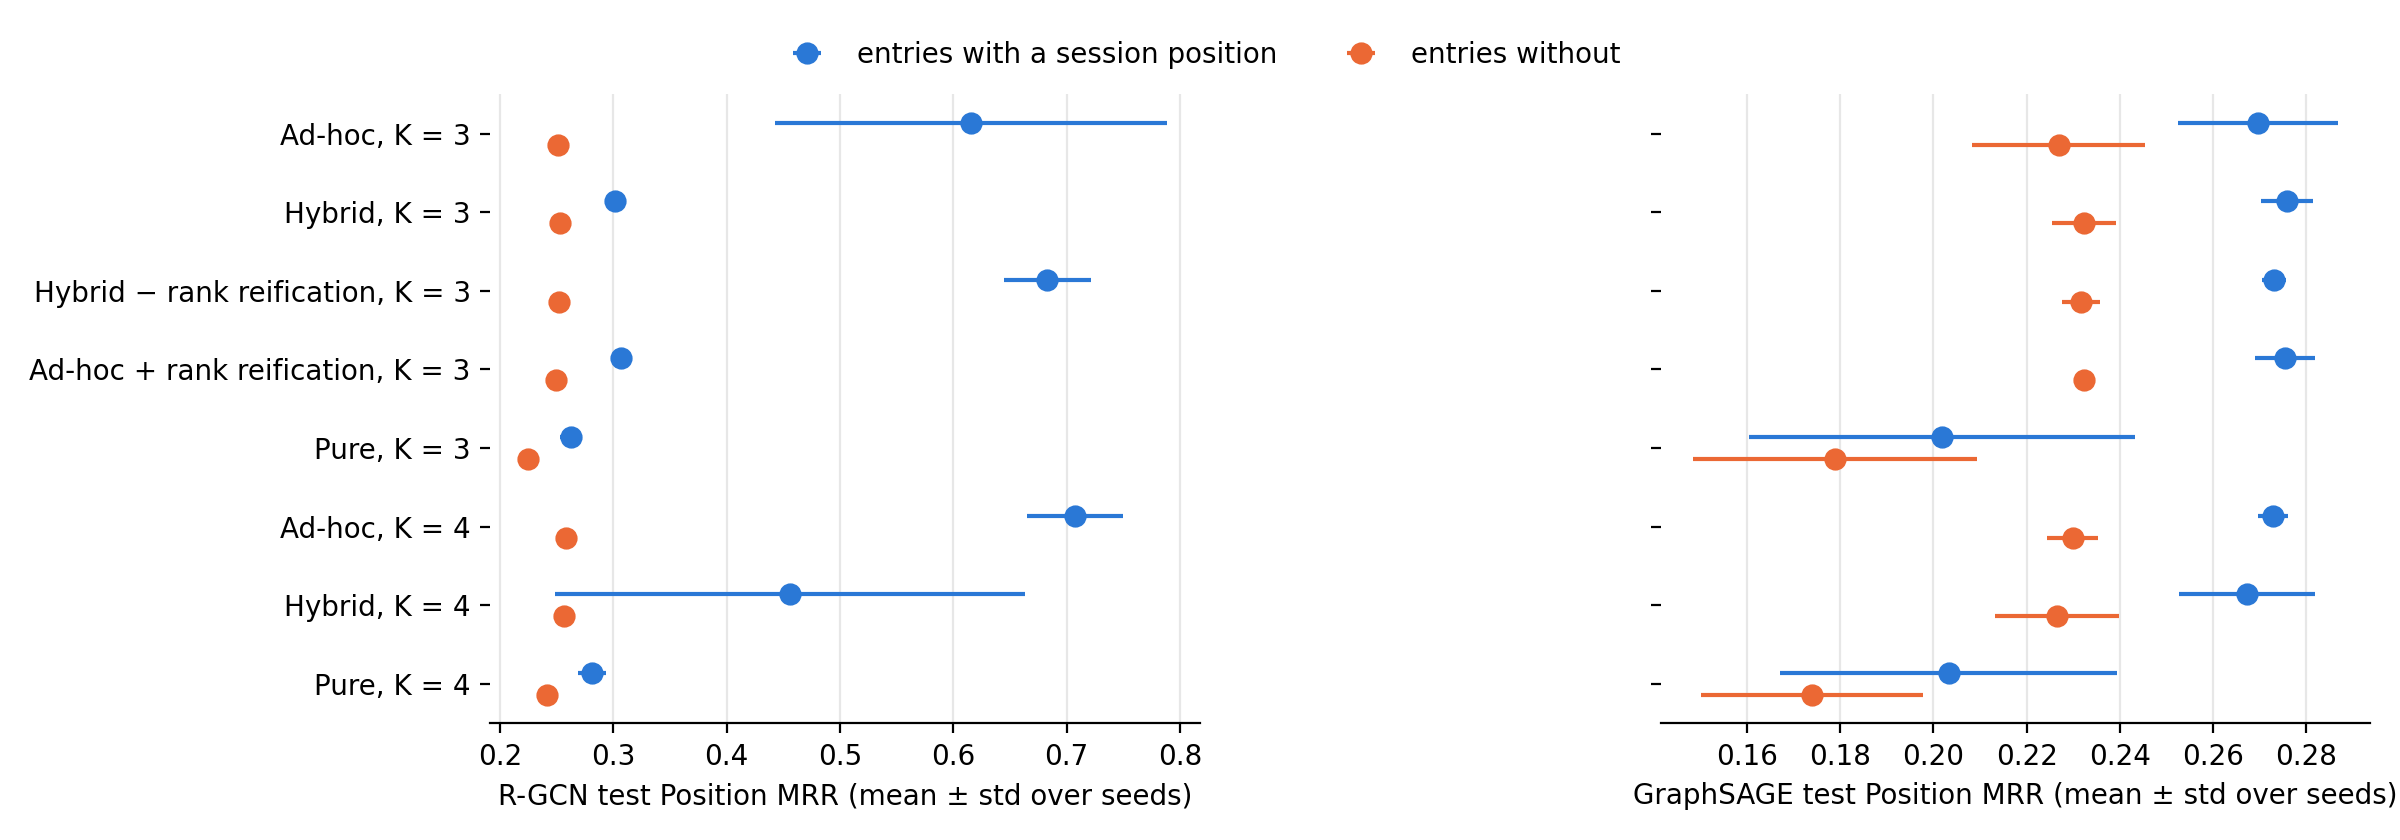 entries with a session position
entries without
Ad-hoc, K = 3
Hybrid, K = 3
Hybrid − rank reification, K = 3
Ad-hoc + rank reification, K = 3
Pure, K = 3
Ad-hoc, K = 4
Hybrid, K = 4
Pure, K = 4
0.2 0.3 0.4 0.5 0.6 0.7 0.8
R-GCN test Position MRR (mean ± std over seeds)
0.16 0.18 0.20 0.22 0.24 0.26 0.28
GraphSAGE test Position MRR (mean ± std over seeds)